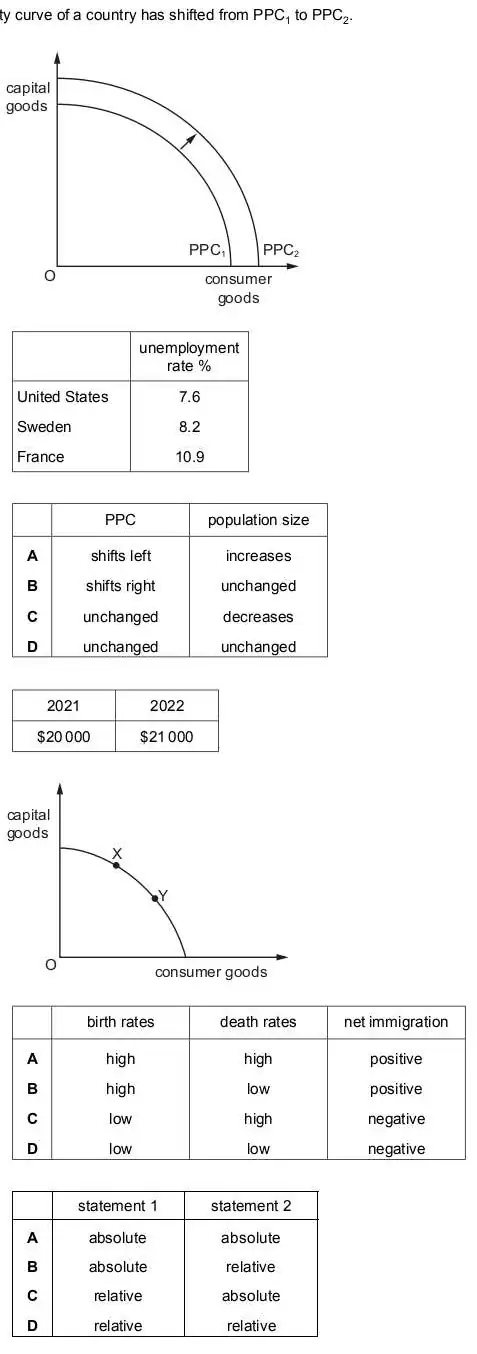 ty curve of a country has shifted from PPC₁ to PPC₂.
capital
goods
PPC₁ PPC₂
O
consumer
goods
unemployment
rate %
United States 7.6
Sweden 8.2
France 10.9
PPC population size
A shifts left increases
B shifts right unchanged
C unchanged decreases
D unchanged unchanged
2021 2022
$20 000 $21 000
capital
goods
X
Y
O
consumer goods
birth rates death rates net immigration
A high high positive
B high low positive
C low high negative
D low low negative
statement 1 statement 2
A absolute absolute
B absolute relative
C relative absolute
D relative relative